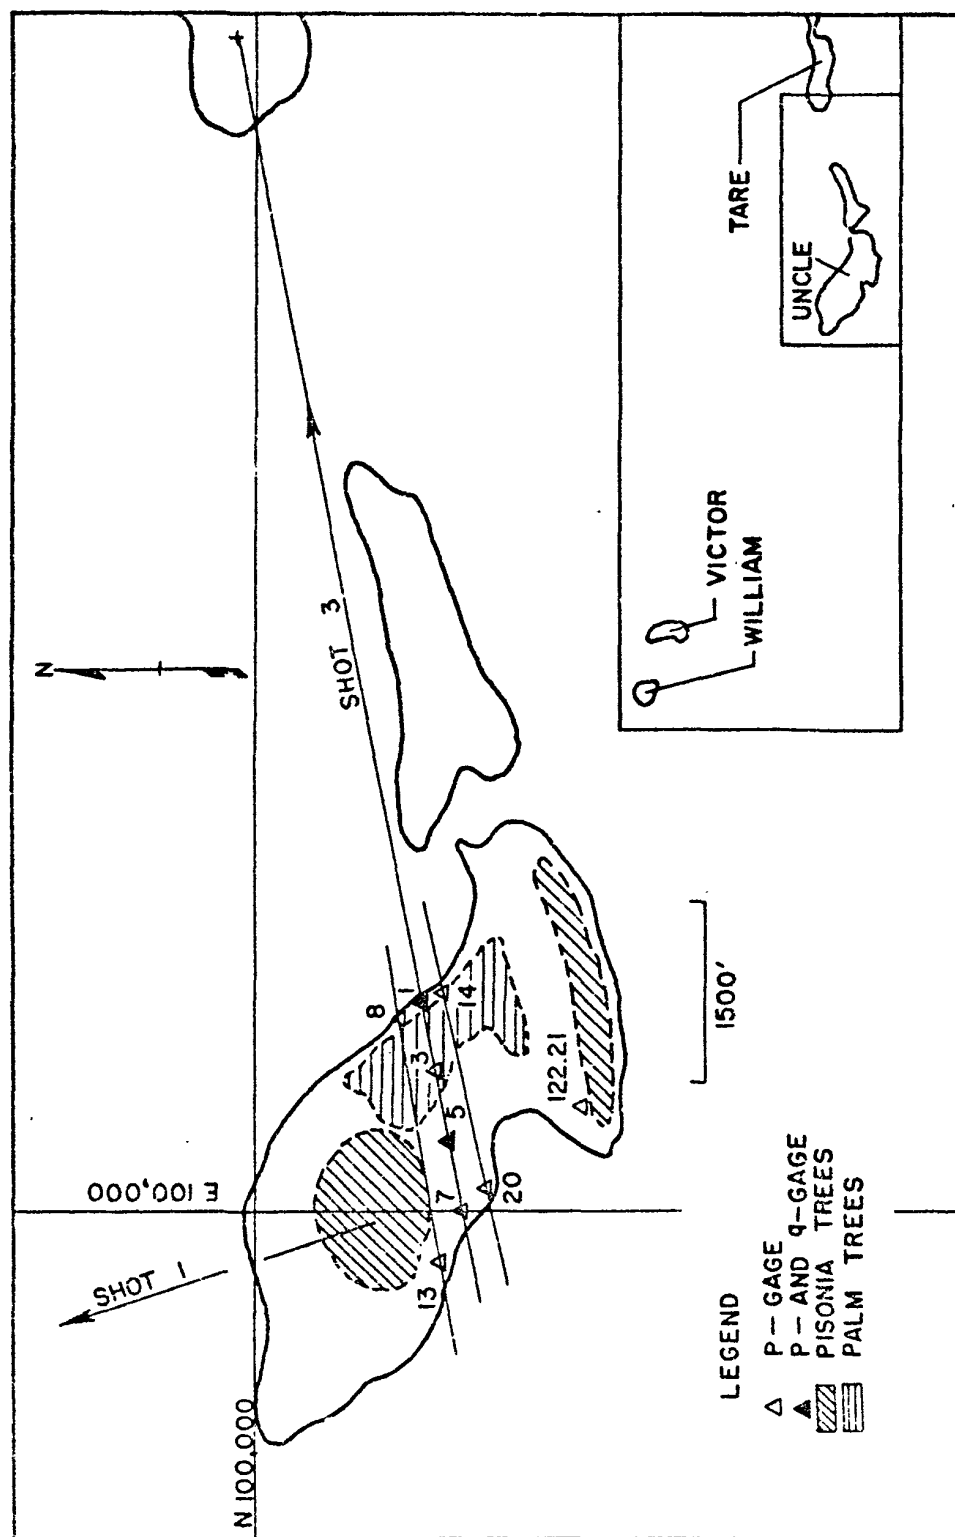 N 100,000
E 100,000
SHOT 1
N
SHOT 3
13
7
20
5
3
8
1
14
122.21
1500'
LEGEND
P - GAGE
P - AND q-GAGE
PISONIA TREES
PALM TREES
WILLIAM
VICTOR
UNCLE
TARE